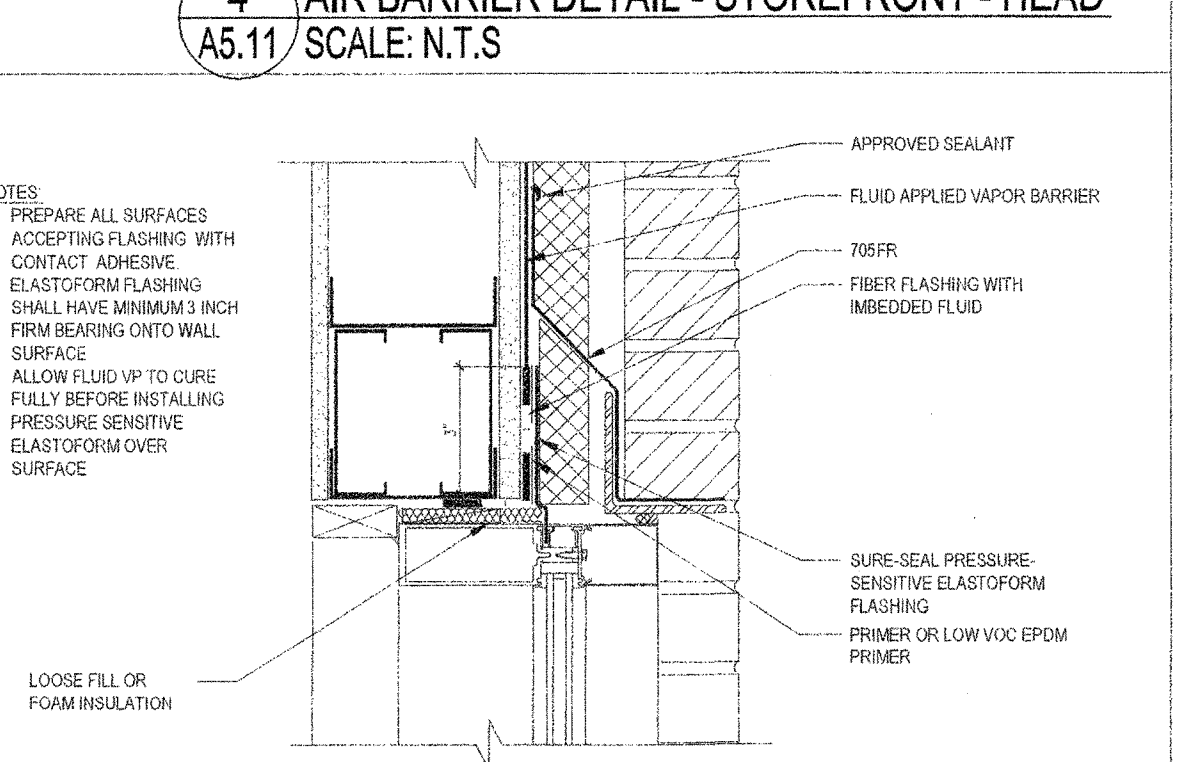 4
AIR BARRIER DETAIL - STOREFRONT - HEAD
A5.11
SCALE: N.T.S
OTES:
PREPARE ALL SURFACES
ACCEPTING FLASHING WITH
CONTACT ADHESIVE.
ELASTOFORM FLASHING
SHALL HAVE MINIMUM 3 INCH
FIRM BEARING ONTO WALL
SURFACE
ALLOW FLUID VP TO CURE
FULLY BEFORE INSTALLING
PRESSURE SENSITIVE
ELASTOFORM OVER
SURFACE
APPROVED SEALANT
FLUID APPLIED VAPOR BARRIER
705FR
FIBER FLASHING WITH
IMBEDDED FLUID
3"
SURE-SEAL PRESSURE-
SENSITIVE ELASTOFORM
FLASHING
PRIMER OR LOW VOC EPDM
PRIMER
LOOSE FILL OR
FOAM INSULATION